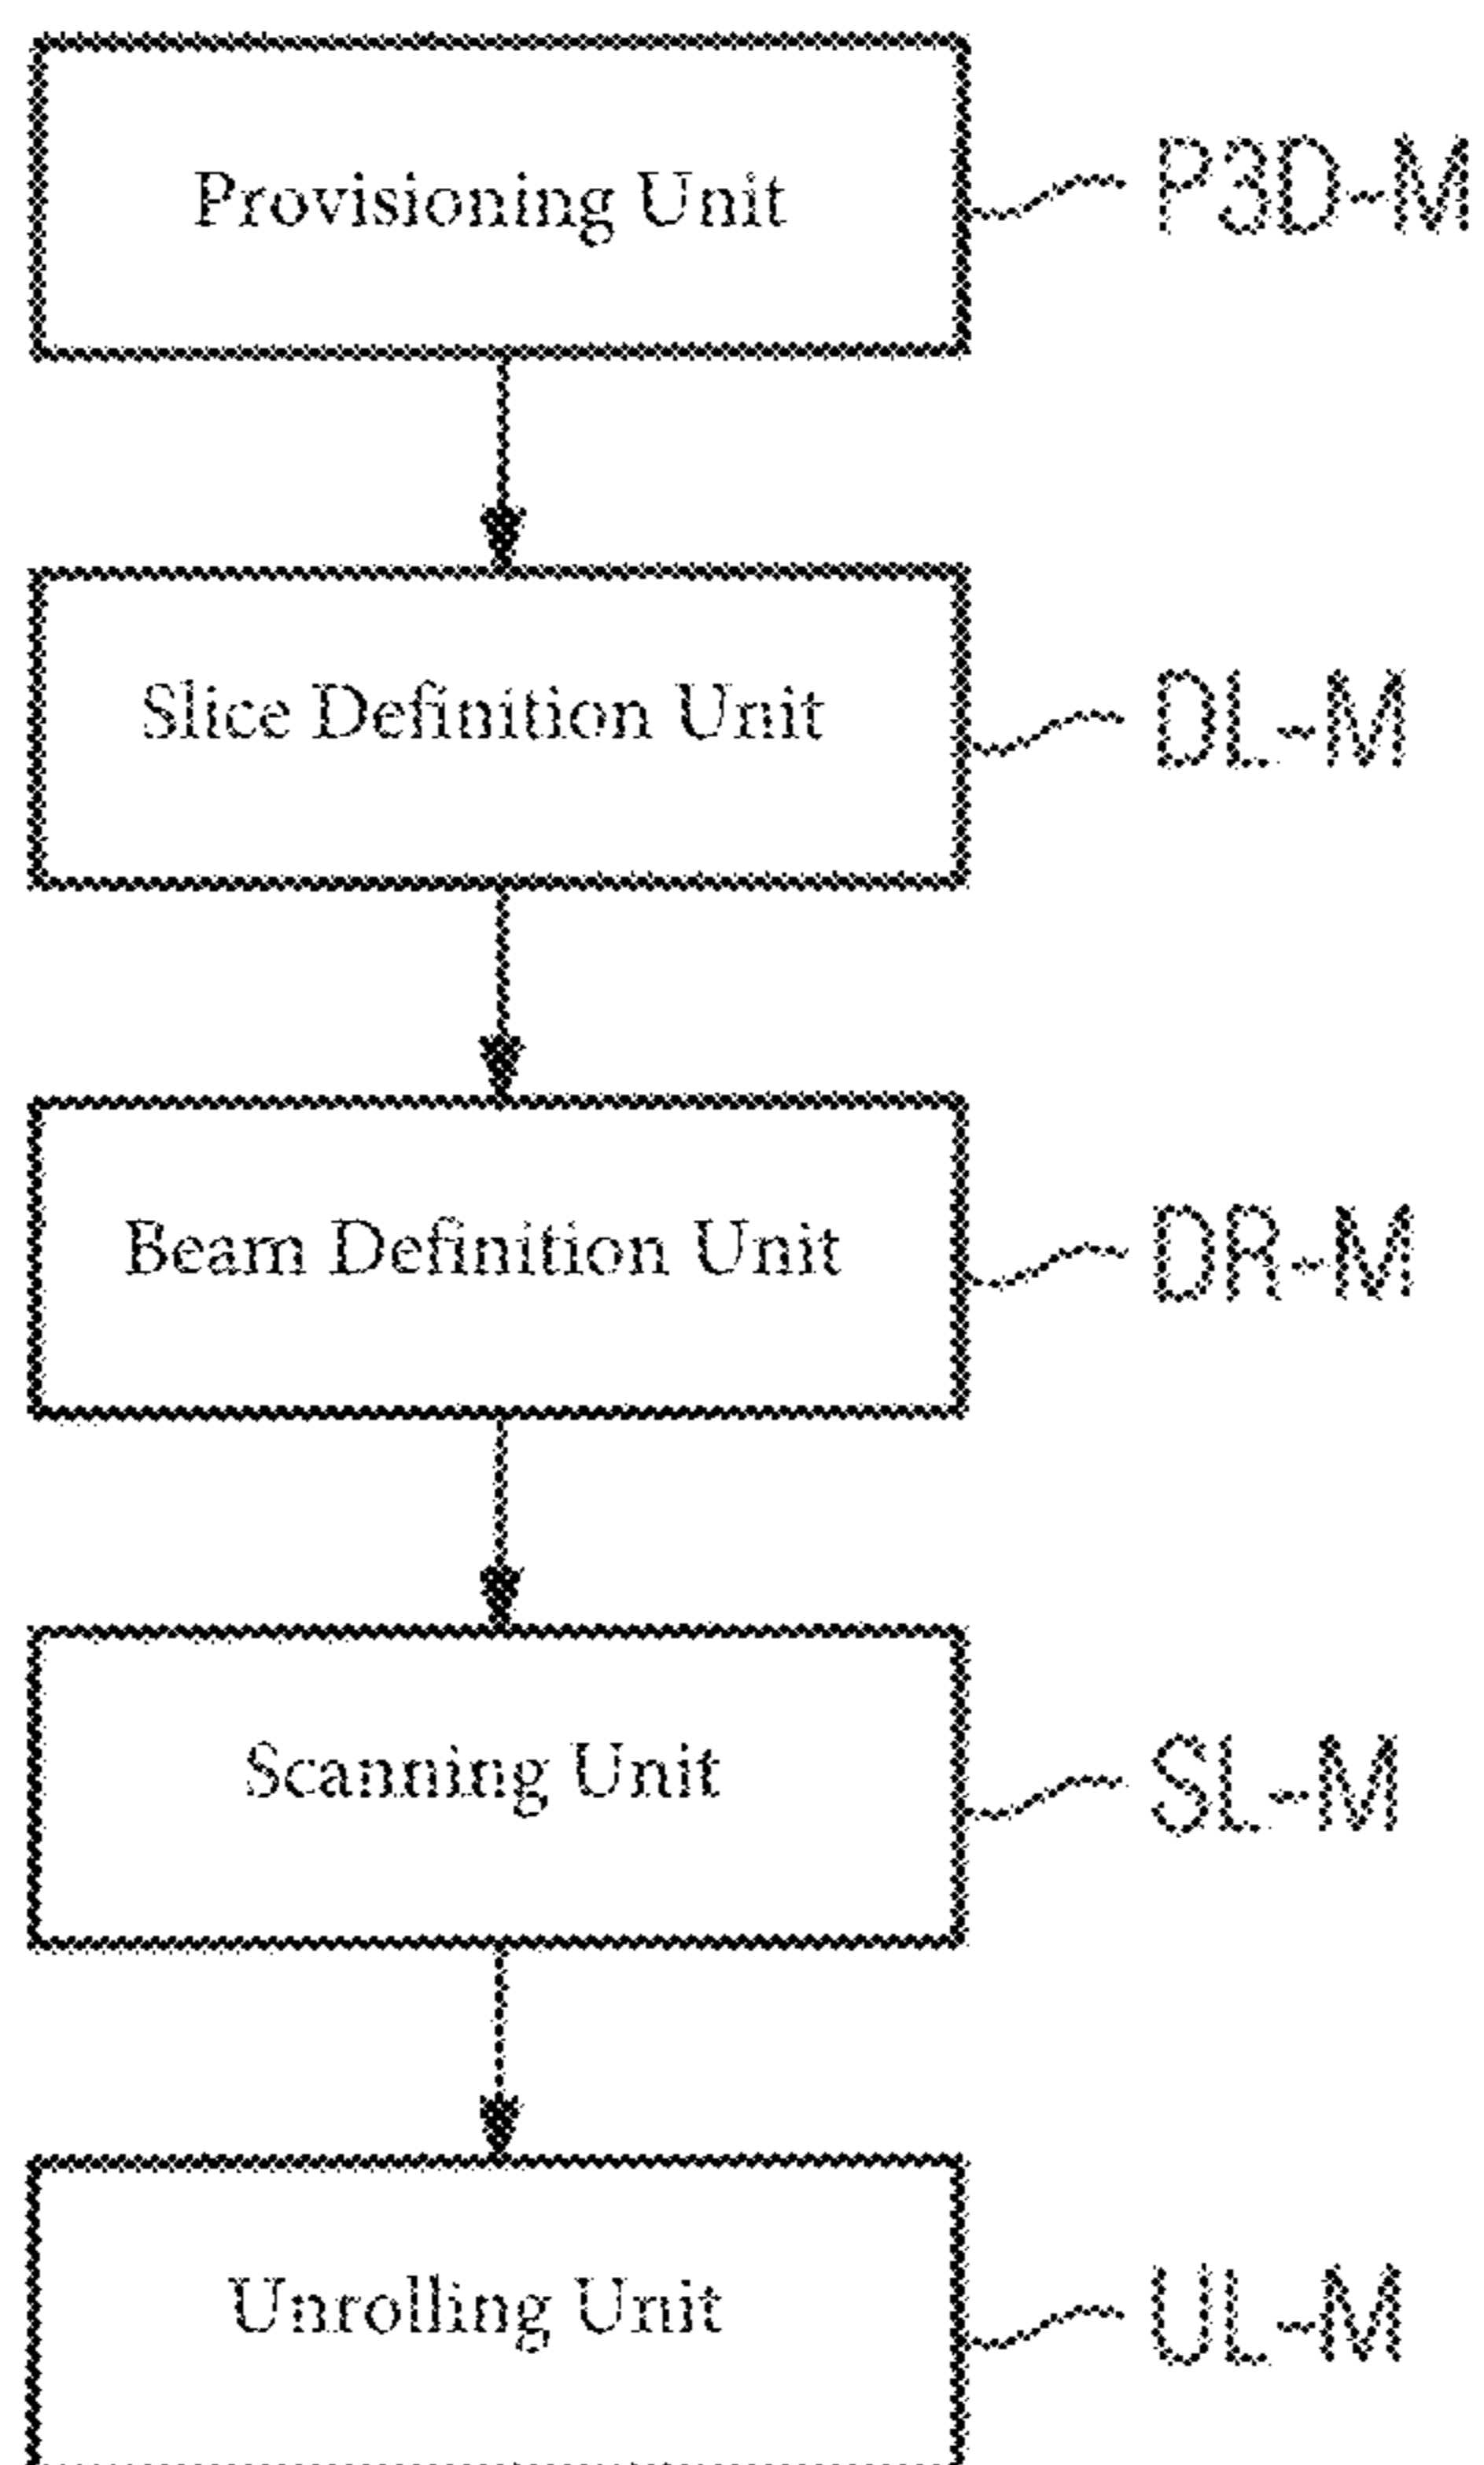 Provisioning Unit
P3D-M
Slice Definition Unit
DL-M
Beam Definition Unit
DR-M
Scanning Unit
SL-M
Unrolling Unit
UL-M